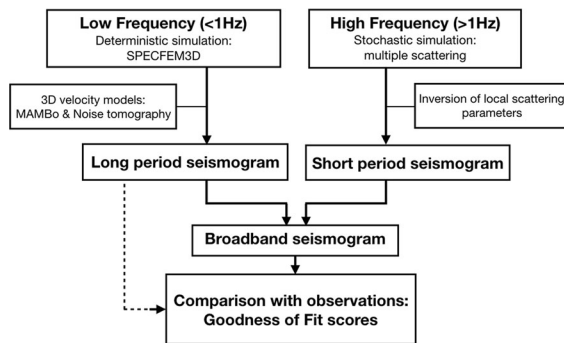 Low Frequency (<1Hz)
Deterministic simulation:
SPECFEM3D
High Frequency (>1Hz)
Stochastic simulation:
multiple scattering
3D velocity models:
MAMBo & Noise tomography
Inversion of local scattering
parameters
Long period seismogram
Short period seismogram
Broadband seismogram
Comparison with observations:
Goodness of Fit scores